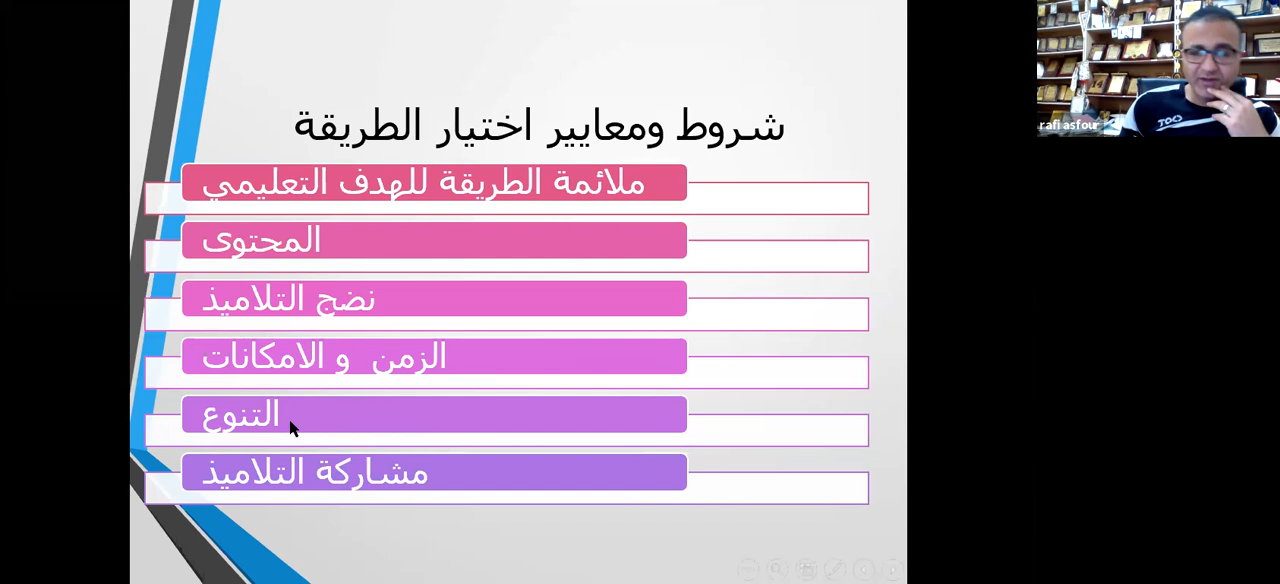 شروط ومعايير اختيار الطريقة
ملائمة الطريقة للهدف التعليمي
المحتوى
نضج التلاميذ
الزمن و الامكانات
التنوع
مشاركة التلاميذ
rafi asfour